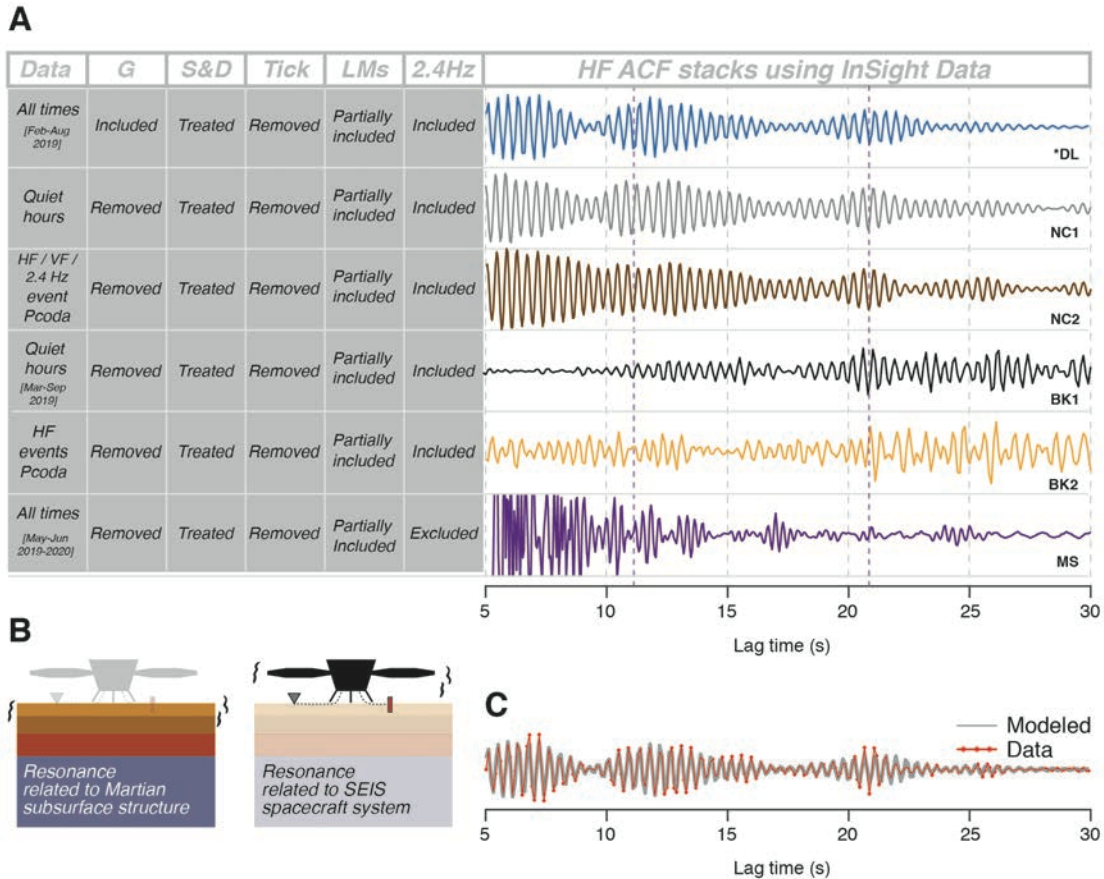 A
Data G S&D Tick LMs 2.4Hz HF ACF stacks using InSight Data
All times
[Feb-Aug
2019]
Included Treated Removed Partially
included Included
*DL
Quiet
hours
Removed Treated Removed Partially
included Included
NC1
HF / VF /
2.4 Hz
event
Pcoda
Removed Treated Removed Partially
included Included
NC2
Quiet
hours
[Mar-Sep
2019]
Removed Treated Removed Partially
included Included
BK1
HF
events
Pcoda
Removed Treated Removed Partially
included Included
BK2
All times
[May-Jun
2019-2020]
Removed Treated Removed Partially
Included Excluded
MS
5 10 15 20 25 30
Lag time (s)
B
Resonance
related to Martian
subsurface structure
Resonance
related to SEIS
spacecraft system
C
Modeled
Data
5 10 15 20 25 30
Lag time (s)